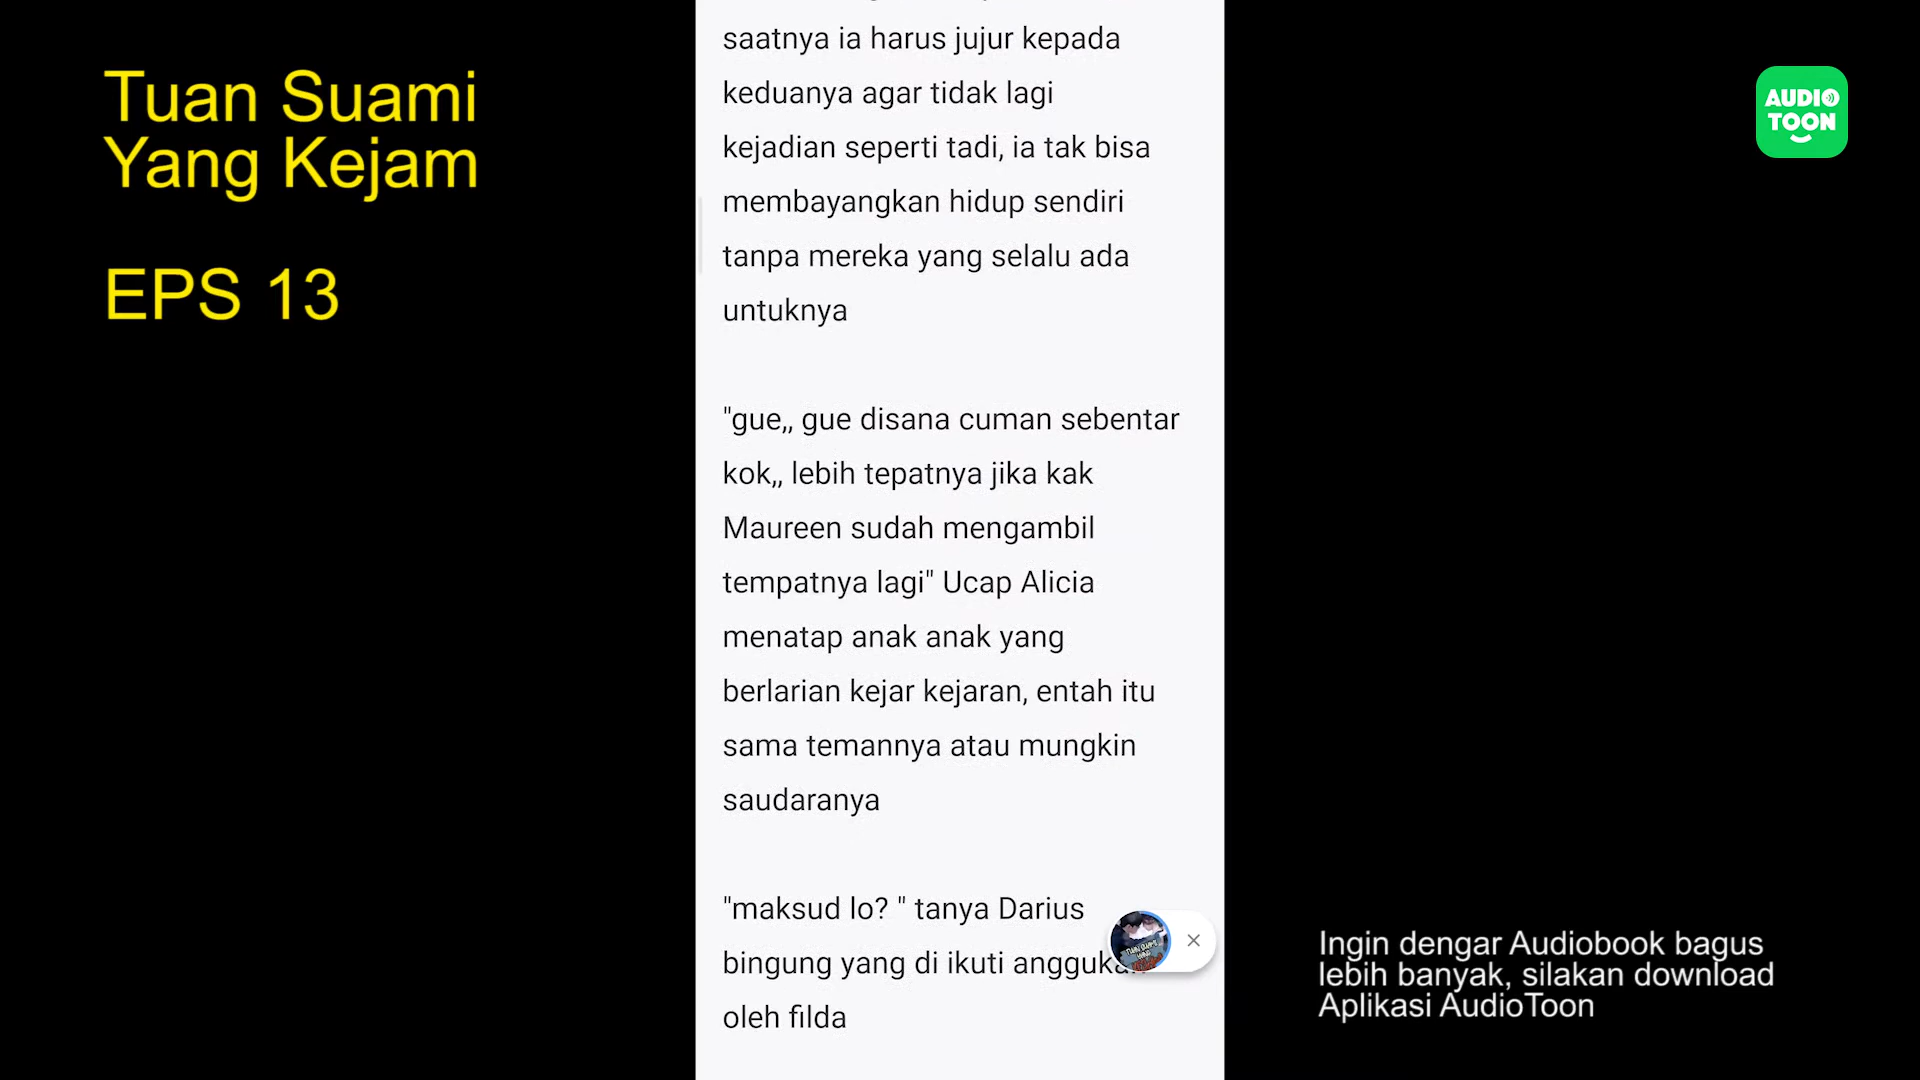 Tuan Suami
Yang Kejam
EPS 13
saatnya ia harus jujur kepada
keduanya agar tidak lagi
kejadian seperti tadi, ia tak bisa
membayangkan hidup sendiri
tanpa mereka yang selalu ada
untuknya
"gue,, gue disana cuman sebentar
kok,, lebih tepatnya jika kak
Maureen sudah mengambil
tempatnya lagi" Ucap Alicia
menatap anak anak yang
berlarian kejar kejaran, entah itu
sama temannya atau mungkin
saudaranya
"maksud lo? " tanya Darius
bingung yang di ikuti anggukan
oleh filda
AUDIO
TOON
Ingin dengar Audiobook bagus
lebih banyak, silakan download
Aplikasi AudioToon